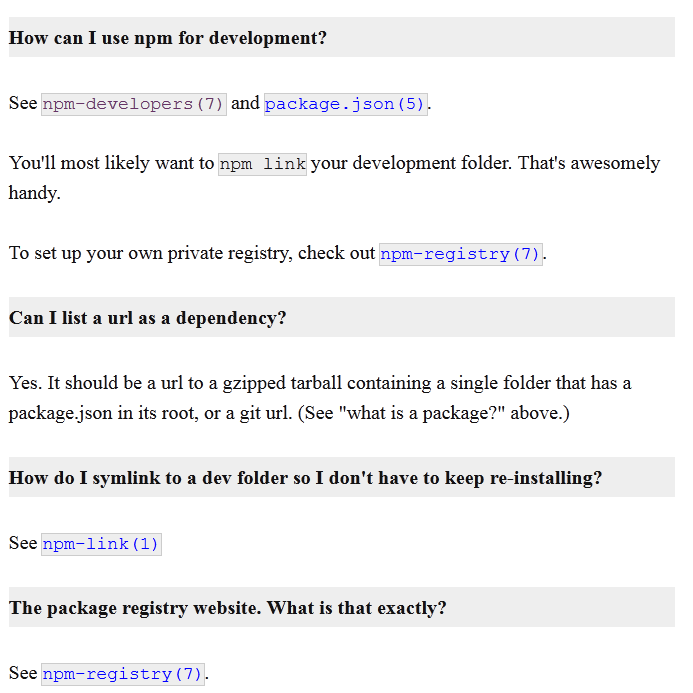 How can I use npm for development?
See npm-developers(7) and package.json(5).
You'll most likely want to npm link your development folder. That's awesomely
handy.
To set up your own private registry, check out npm-registry(7).
Can I list a url as a dependency?
Yes. It should be a url to a gzipped tarball containing a single folder that has a
package.json in its root, or a git url. (See "what is a package?" above.)
How do I symlink to a dev folder so I don't have to keep re-installing?
See npm-link(1)
The package registry website. What is that exactly?
See npm-registry(7).